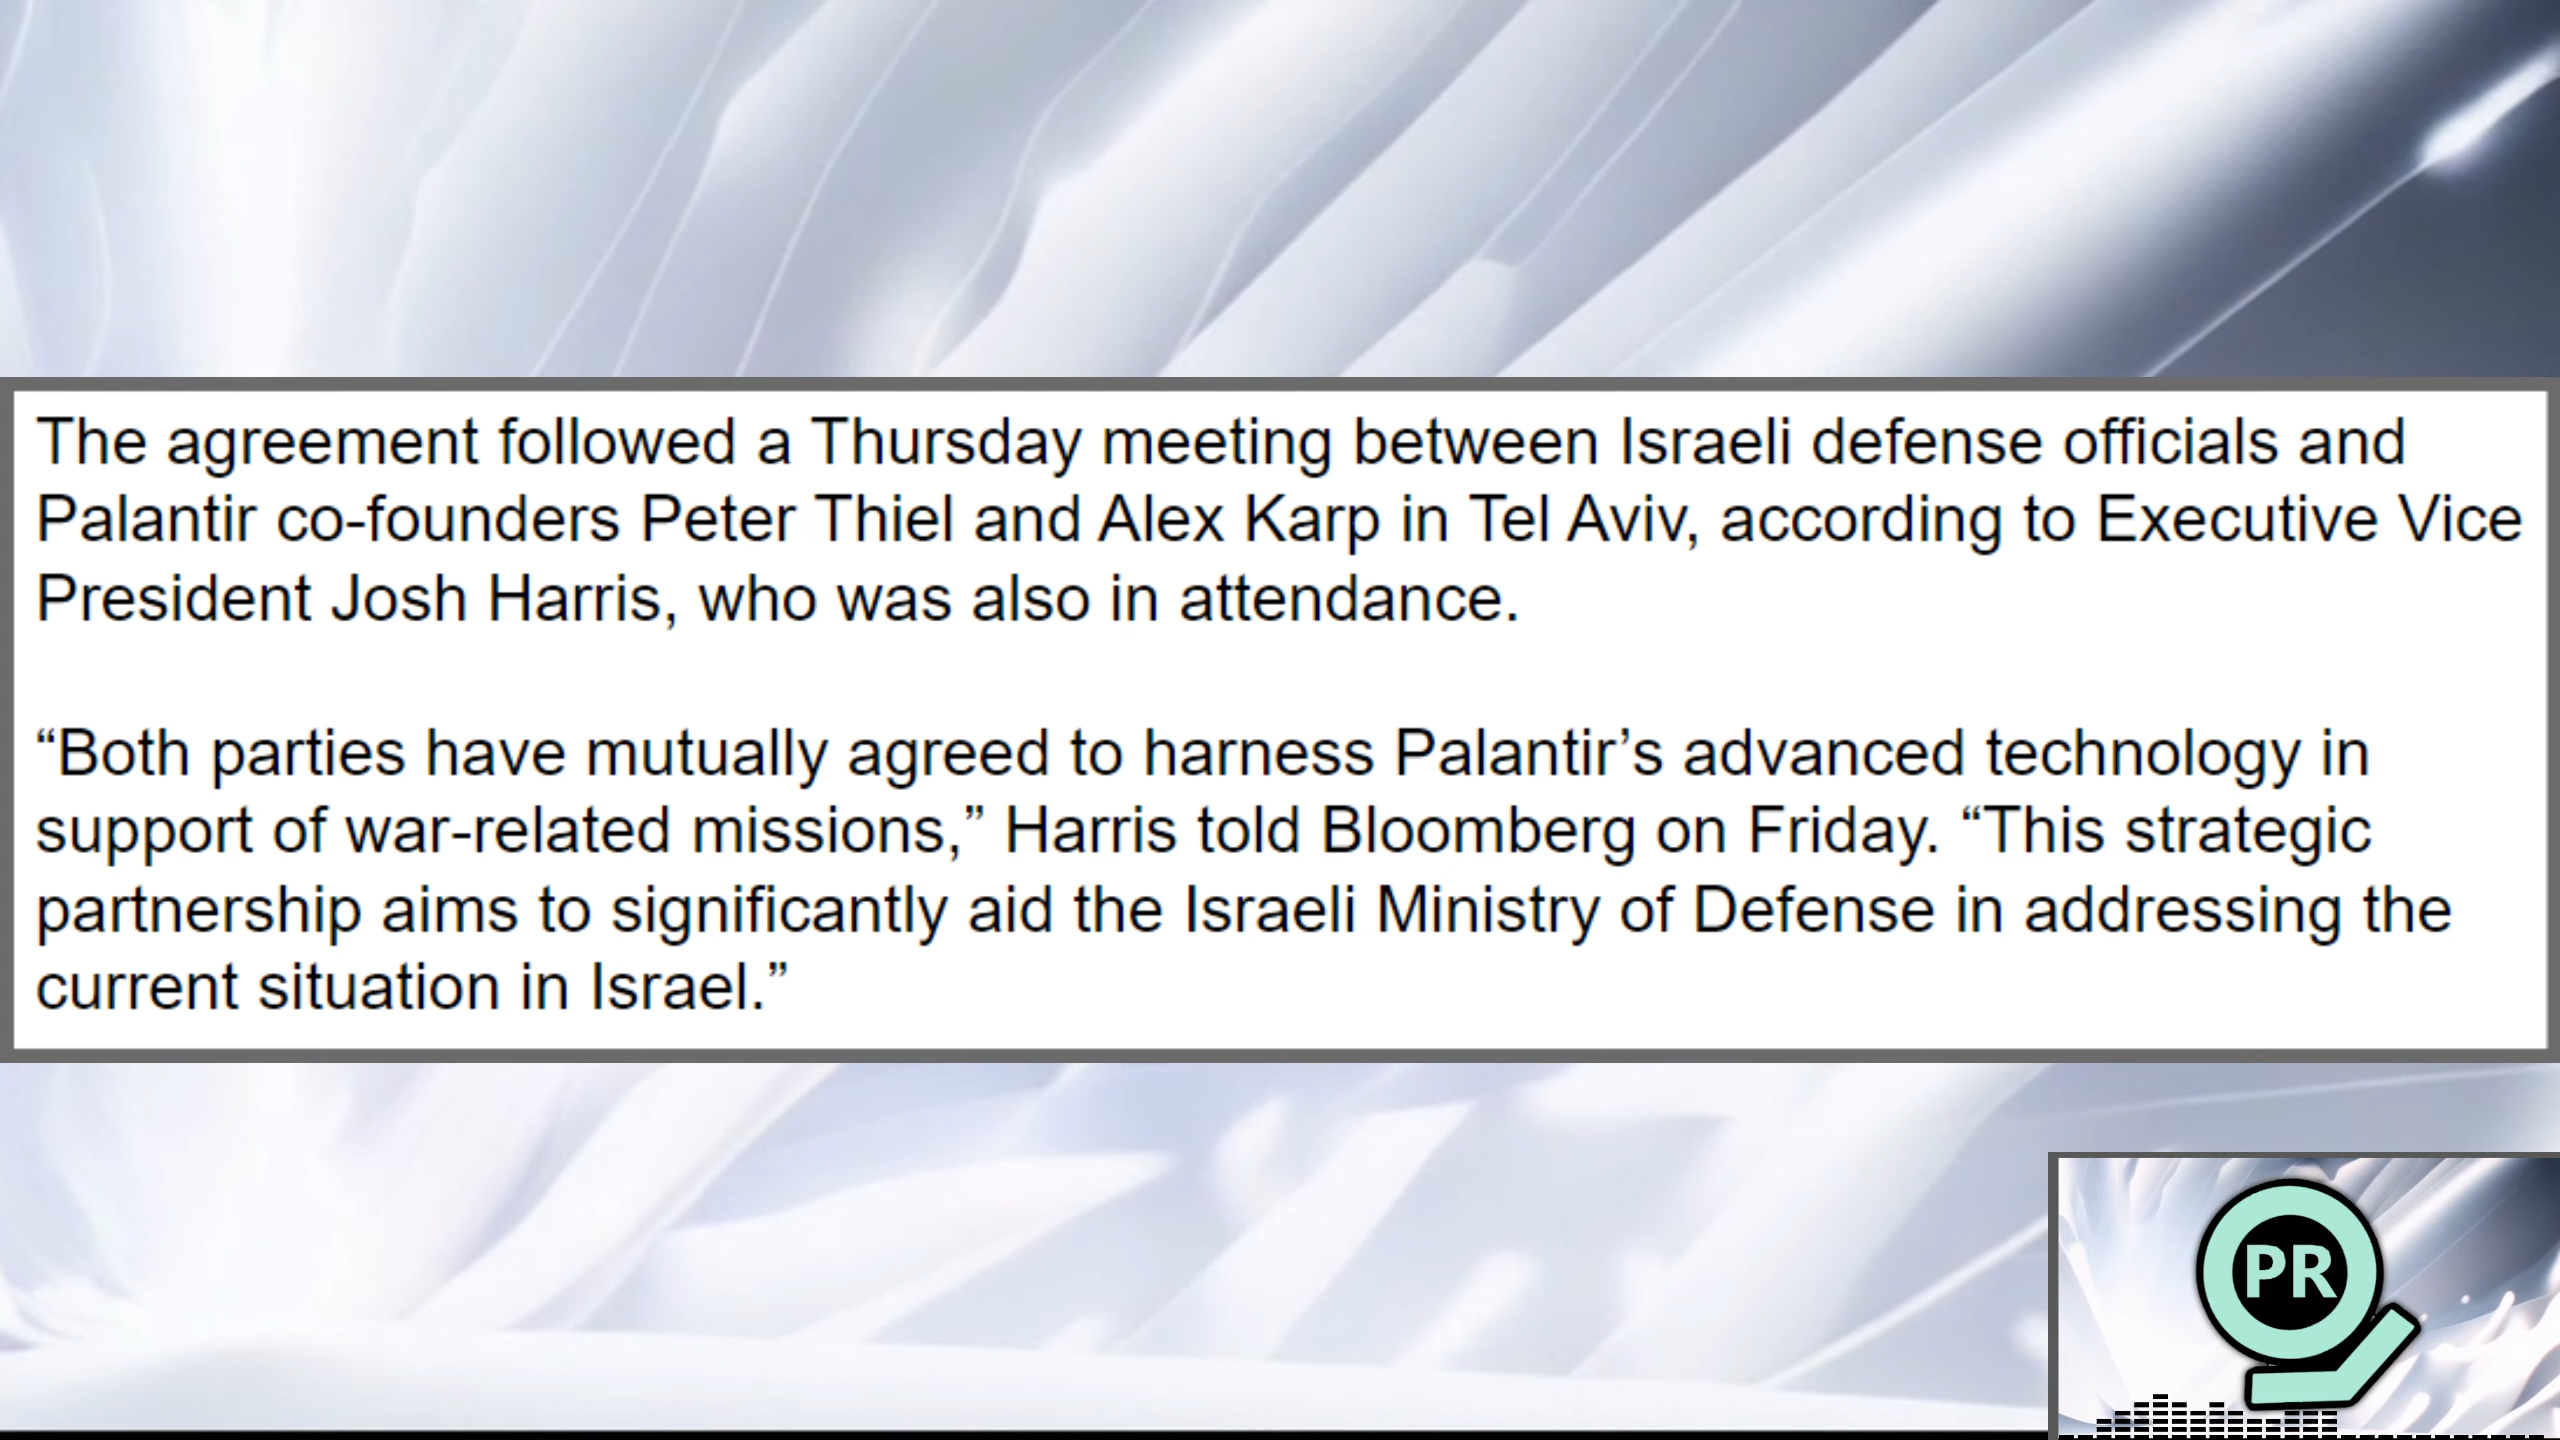 The agreement followed a Thursday meeting between Israeli defense officials and
Palantir co-founders Peter Thiel and Alex Karp in Tel Aviv, according to Executive Vice
President Josh Harris, who was also in attendance.
“Both parties have mutually agreed to harness Palantir’s advanced technology in
support of war-related missions,” Harris told Bloomberg on Friday. “This strategic
partnership aims to significantly aid the Israeli Ministry of Defense in addressing the
current situation in Israel.”
PR